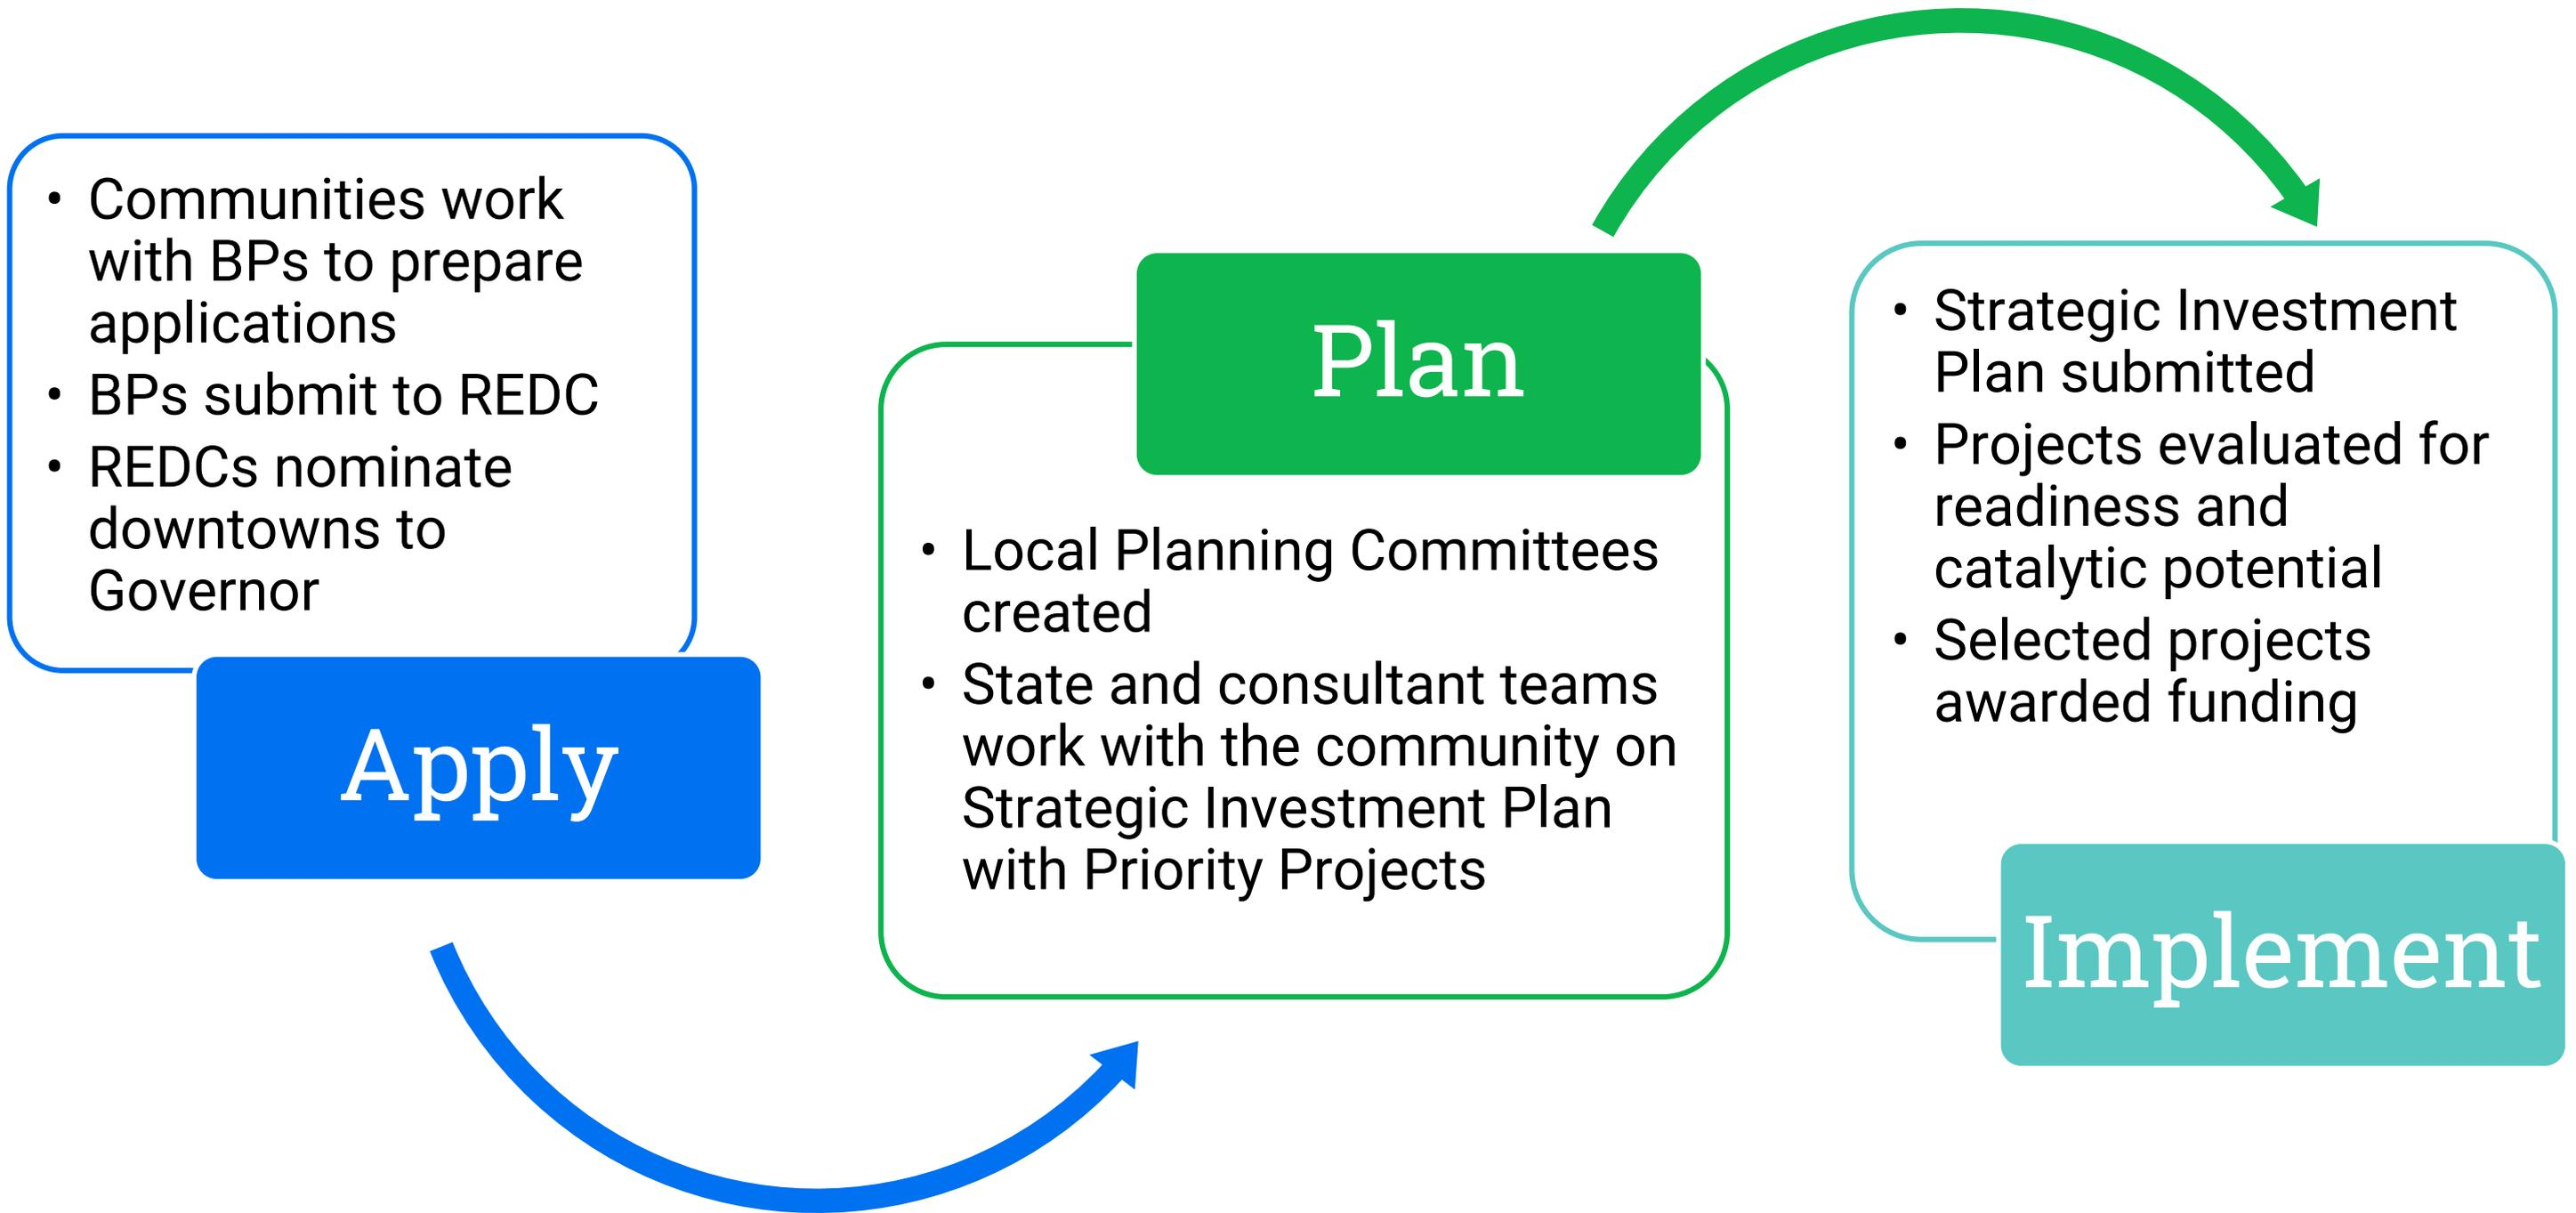 • Communities work
with BPs to prepare
applications
• BPs submit to REDC
• REDCs nominate
downtowns to
Governor
Apply
Plan
• Local Planning Committees
created
• State and consultant teams
work with the community on
Strategic Investment Plan
with Priority Projects
• Strategic Investment
Plan submitted
• Projects evaluated for
readiness and
catalytic potential
• Selected projects
awarded funding
Implement